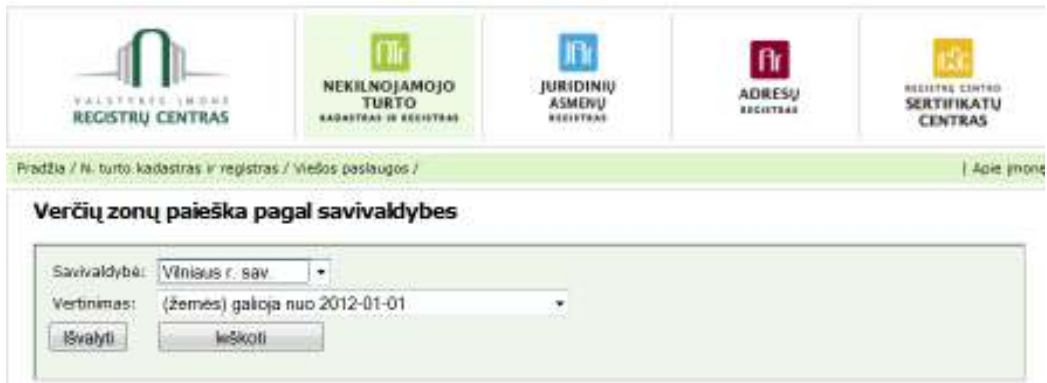 VALSTYBĖS ĮMONĖ
REGISTRŲ CENTRAS
NEKILNOJAMOJO
TURTO
KADASTRAS IR REGISTRAS
JURIDINIŲ
ASMENŲ
REGISTRAS
ADRESŲ
REGISTRAS
REGISTRŲ CENTRO
SERTIFIKATŲ
CENTRAS
Pradžia / N. turto kadastras ir registras / Viešos paslaugos /
| Apie įmonę
Verčių zonų paieška pagal savivaldybes
Savivaldybė: Vilniaus r. sav.
Vertinimas: (žemės) galioja nuo 2012-01-01
Išvalyti Ieškoti